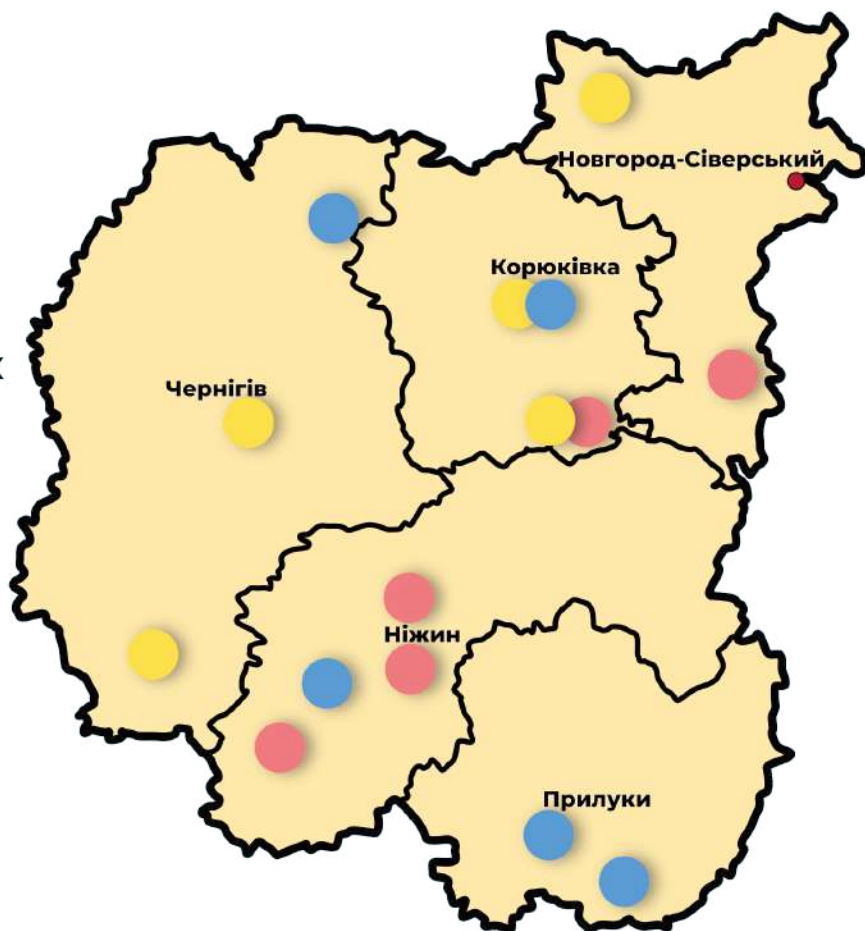 Новгород-Сіверський
Корюківка
х
Чернігів
Ніжин
Прилуки